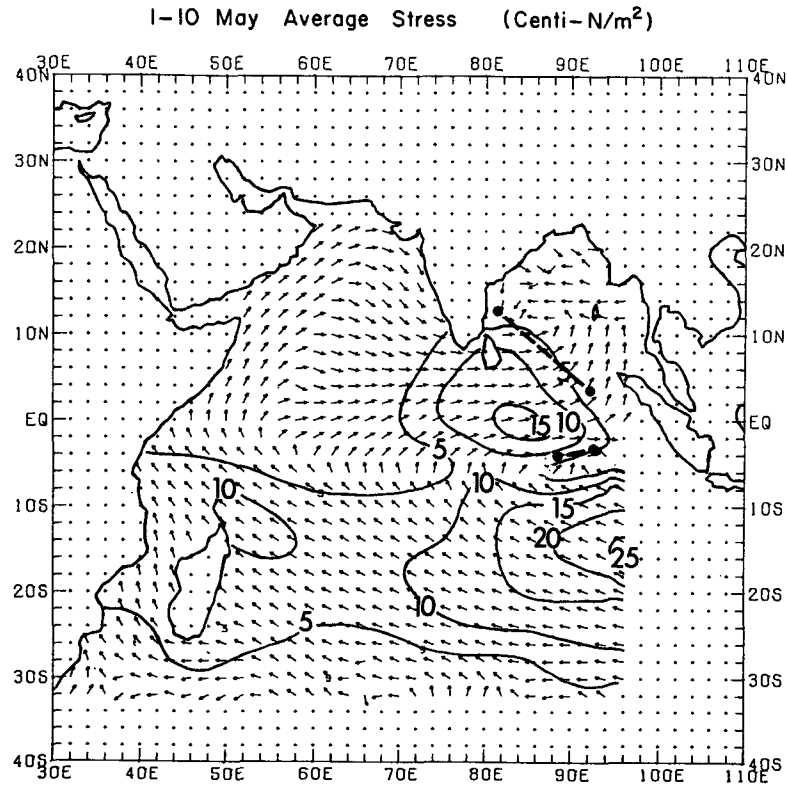 1-10 May Average Stress (Centi-N/m²)
30E 40E 50E 60E 70E 80E 90E 100E 110E
40N 40N
30N 30N
20N 20N
10N 10N
15 10
EQ EQ
5
10 10
10S 15 10S
20
25
20S 20S
10
5
30S 30S
40S 40S
30E 40E 50E 60E 70E 80E 90E 100E 110E